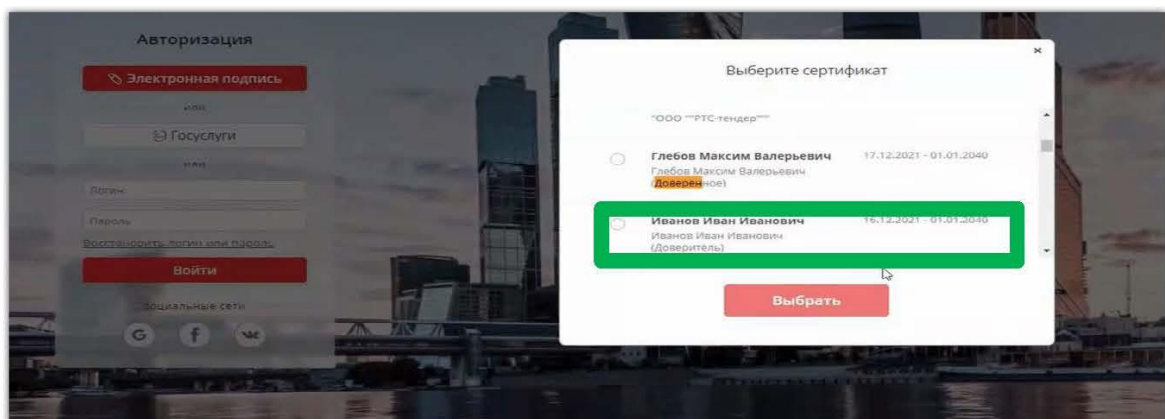 Авторизация
Электронная подпись
или
Госуслуги
или
Логин
Пароль
Восстановить логин или пароль
Войти
социальные сети
G f
×
Выберите сертификат
"ООО ""РТС-тендер"""
Глебов Максим Валерьевич 17.12.2021 - 01.01.2040
Глебов Максим Валерьевич
(Доверенное)
Иванов Иван Иванович 16.12.2021 - 01.01.2040
Иванов Иван Иванович
(Доверитель)
Выбрать